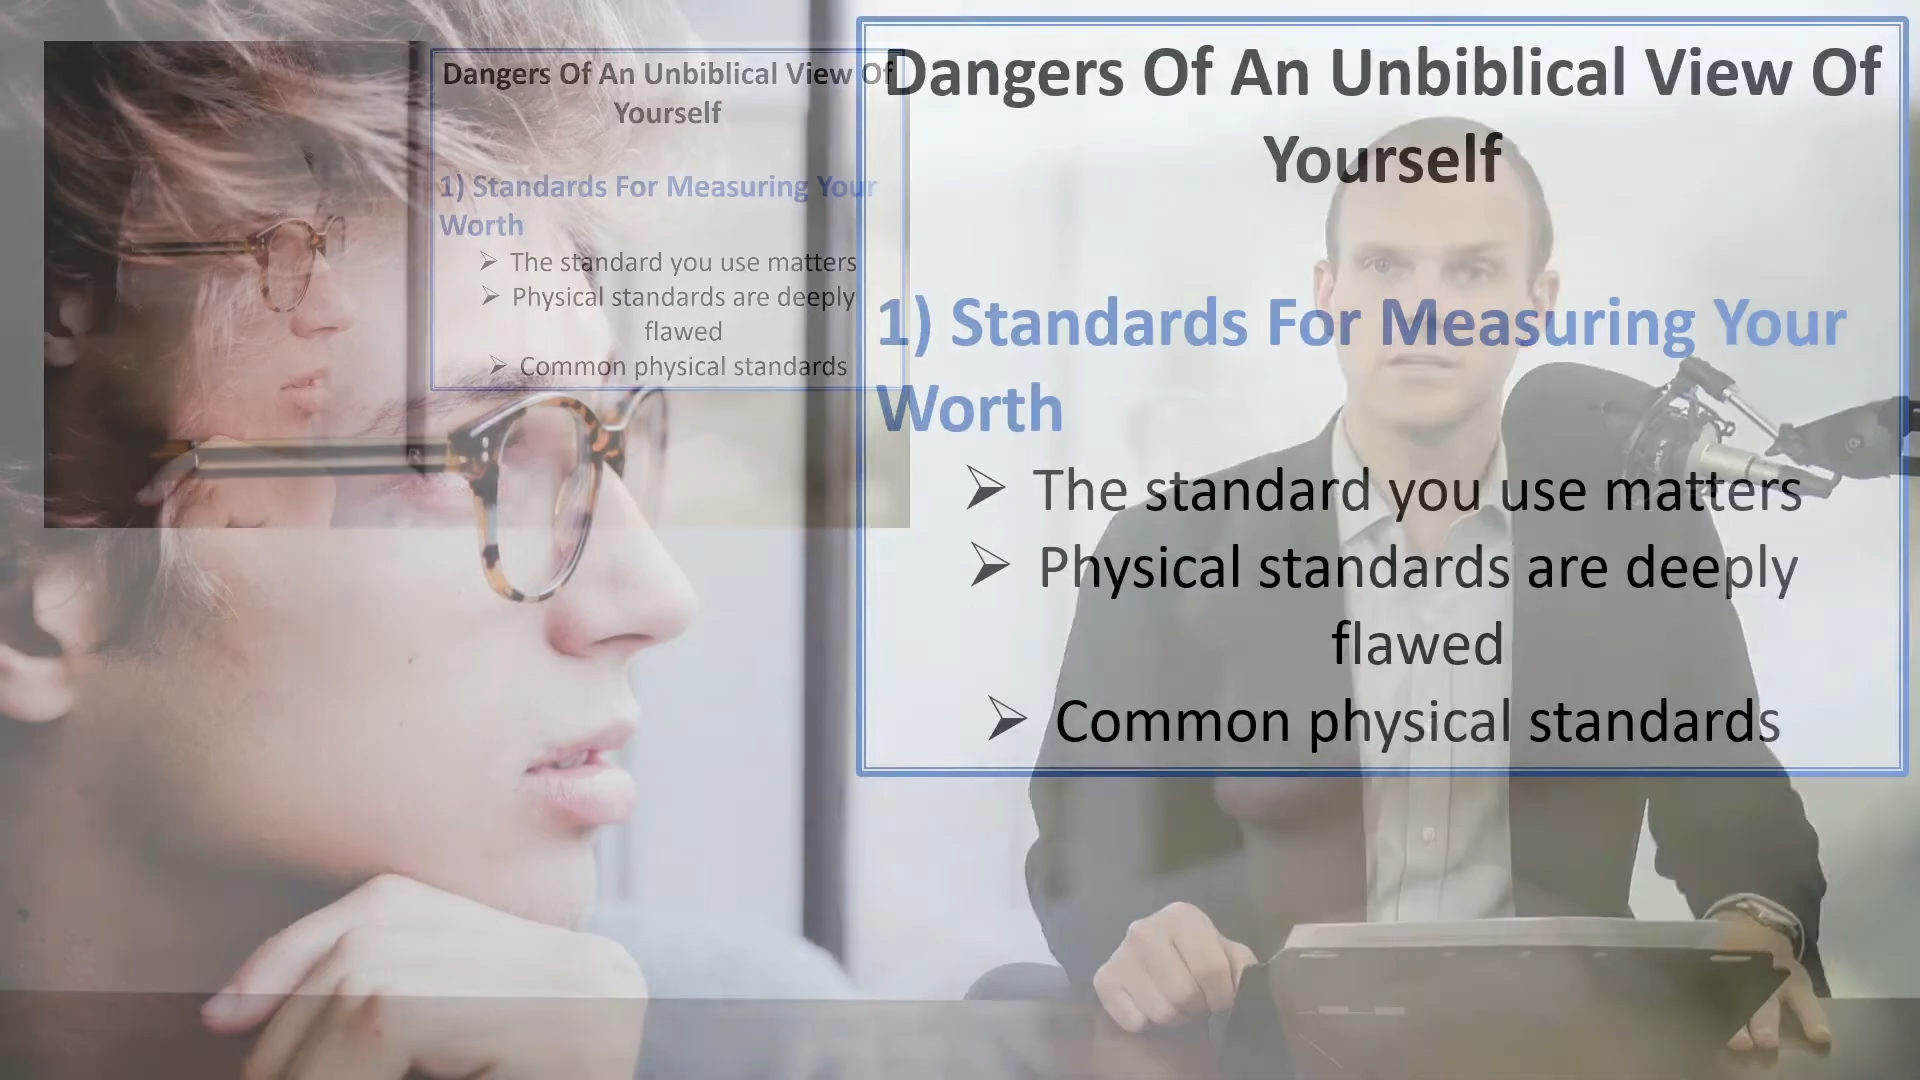 Dangers Of An Unbiblical View Of
Yourself
1) Standards For Measuring Your
Worth
➢ The standard you use matters
➢ Physical standards are deeply
flawed
➢ Common physical standards
Dangers Of An Unbiblical View Of
Yourself
1) Standards For Measuring Your
Worth
➢ The standard you use matters
➢ Physical standards are deeply
flawed
➢ Common physical standards